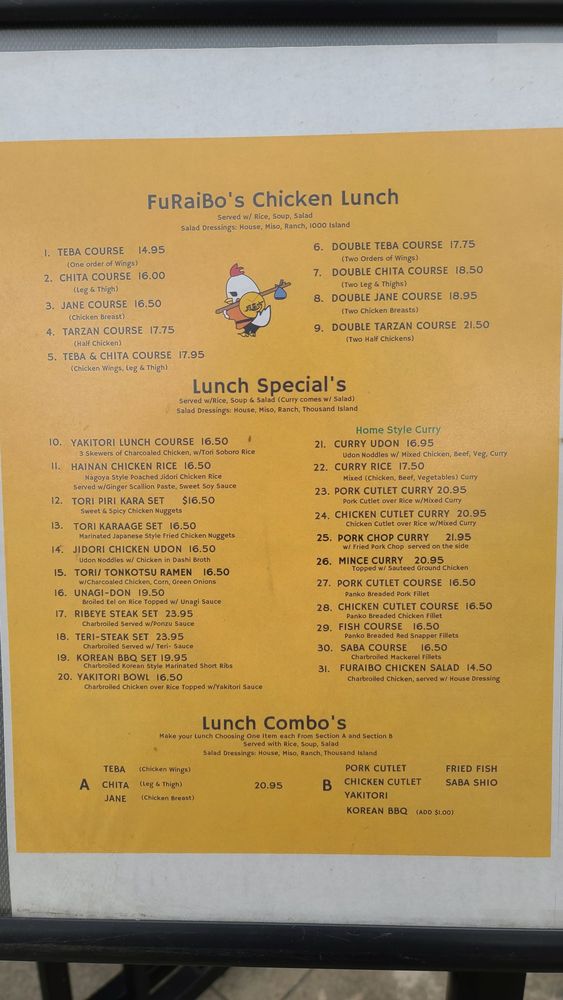 FuRaiBo's Chicken Lunch
Served w/ Rice, Soup, Salad
Salad Dressings: House, Miso, Ranch, 1000 Island
1. TEBA COURSE 14.95
(One order of Wings)
2. CHITA COURSE 16.00
(Leg & Thigh)
3. JANE COURSE 16.50
(Chicken Breast)
4. TARZAN COURSE 17.75
(Half Chicken)
5. TEBA & CHITA COURSE 17.95
(Chicken Wings, Leg & Thigh)
6. DOUBLE TEBA COURSE 17.75
(Two Orders of Wings)
7. DOUBLE CHITA COURSE 18.50
(Two Leg & Thighs)
8. DOUBLE JANE COURSE 18.95
(Two Chicken Breasts)
9. DOUBLE TARZAN COURSE 21.50
(Two Half Chickens)
Lunch Special's
Served w/Rice, Soup & Salad (Curry comes w/ Salad)
Salad Dressings: House, Miso, Ranch, Thousand Island
10. YAKITORI LUNCH COURSE 16.50
3 Skewers of Charcoaled Chicken, w/Tori Soboro Rice
11. HAINAN CHICKEN RICE 16.50
Nagoya Style Poached Jidori Chicken Rice
Served w/Ginger Scallion Paste, Sweet Soy Sauce
12. TORI PIRI KARA SET $16.50
Sweet & Spicy Chicken Nuggets
13. TORI KARAAGE SET 16.50
Marinated Japanese Style Fried Chicken Nuggets
14. JIDORI CHICKEN UDON 16.50
Udon Noodles w/ Chicken in Dashi Broth
15. TORI/ TONKOTSU RAMEN 16.50
w/Charcoaled Chicken, Corn, Green Onions
16. UNAGI-DON 19.50
Broiled Eel on Rice Topped w/ Unagi Sauce
17. RIBEYE STEAK SET 23.95
Charbroiled Served w/Ponzu Sauce
18. TERI-STEAK SET 23.95
Charbroiled Served w/ Teri- Sauce
19. KOREAN BBQ SET 19.95
Charbroiled Korean Style Marinated Short Ribs
20. YAKITORI BOWL 16.50
Charbroiled Chicken over Rice Topped w/Yakitori Sauce
Home Style Curry
21. CURRY UDON 16.95
Udon Noodles w/ Mixed Chicken, Beef, Veg, Curry
22. CURRY RICE 17.50
Mixed (Chicken, Beef, Vegetables) Curry
23. PORK CUTLET CURRY 20.95
Pork Cutlet over Rice w/Mixed Curry
24. CHICKEN CUTLET CURRY 20.95
Chicken Cutlet over Rice w/Mixed Curry
25. PORK CHOP CURRY 21.95
w/ Fried Pork Chop served on the side
26. MINCE CURRY 20.95
Topped w/ Sauteed Ground Chicken
27. PORK CUTLET COURSE 16.50
Panko Breaded Pork Fillet
28. CHICKEN CUTLET COURSE 16.50
Panko Breaded Chicken Fillet
29. FISH COURSE 16.50
Panko Breaded Red Snapper Fillets
30. SABA COURSE 16.50
Charbroiled Mackerel Fillets
31. FURAIBO CHICKEN SALAD 14.50
Charbroiled Chicken, served w/ House Dressing
Lunch Combo's
Make your Lunch Choosing One Item each From Section A and Section B
Served with Rice, Soup, Salad
Salad Dressings: House, Miso, Ranch, Thousand Island
A
TEBA (Chicken Wings)
CHITA (Leg & Thigh)
JANE (Chicken Breast)
20.95
B
PORK CUTLET
CHICKEN CUTLET
YAKITORI
KOREAN BBQ (ADD $1.00)
FRIED FISH
SABA SHIO